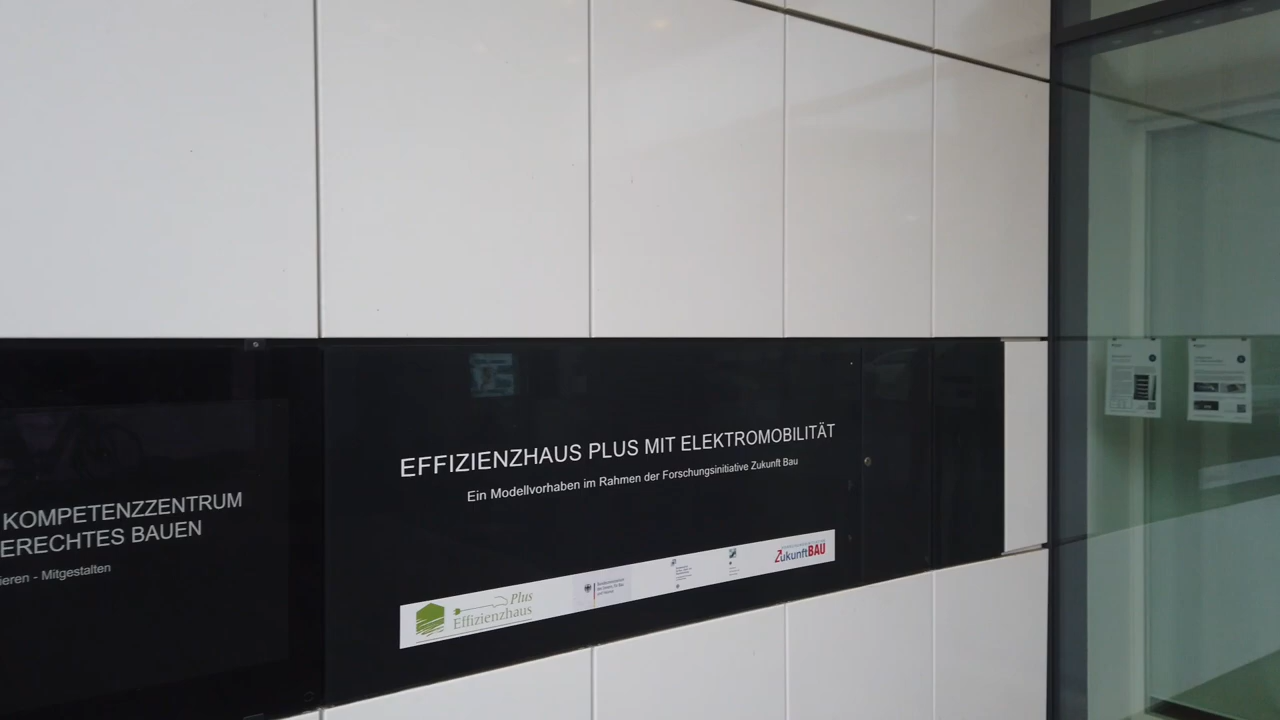 KOMPETENZZENTRUM
ERECHTES BAUEN
ieren - Mitgestalten
EFFIZIENZHAUS PLUS MIT ELEKTROMOBILITÄT
Ein Modellvorhaben im Rahmen der Forschungsinitiative Zukunft Bau
Plus
Effizienzhaus
ZukunftBAU